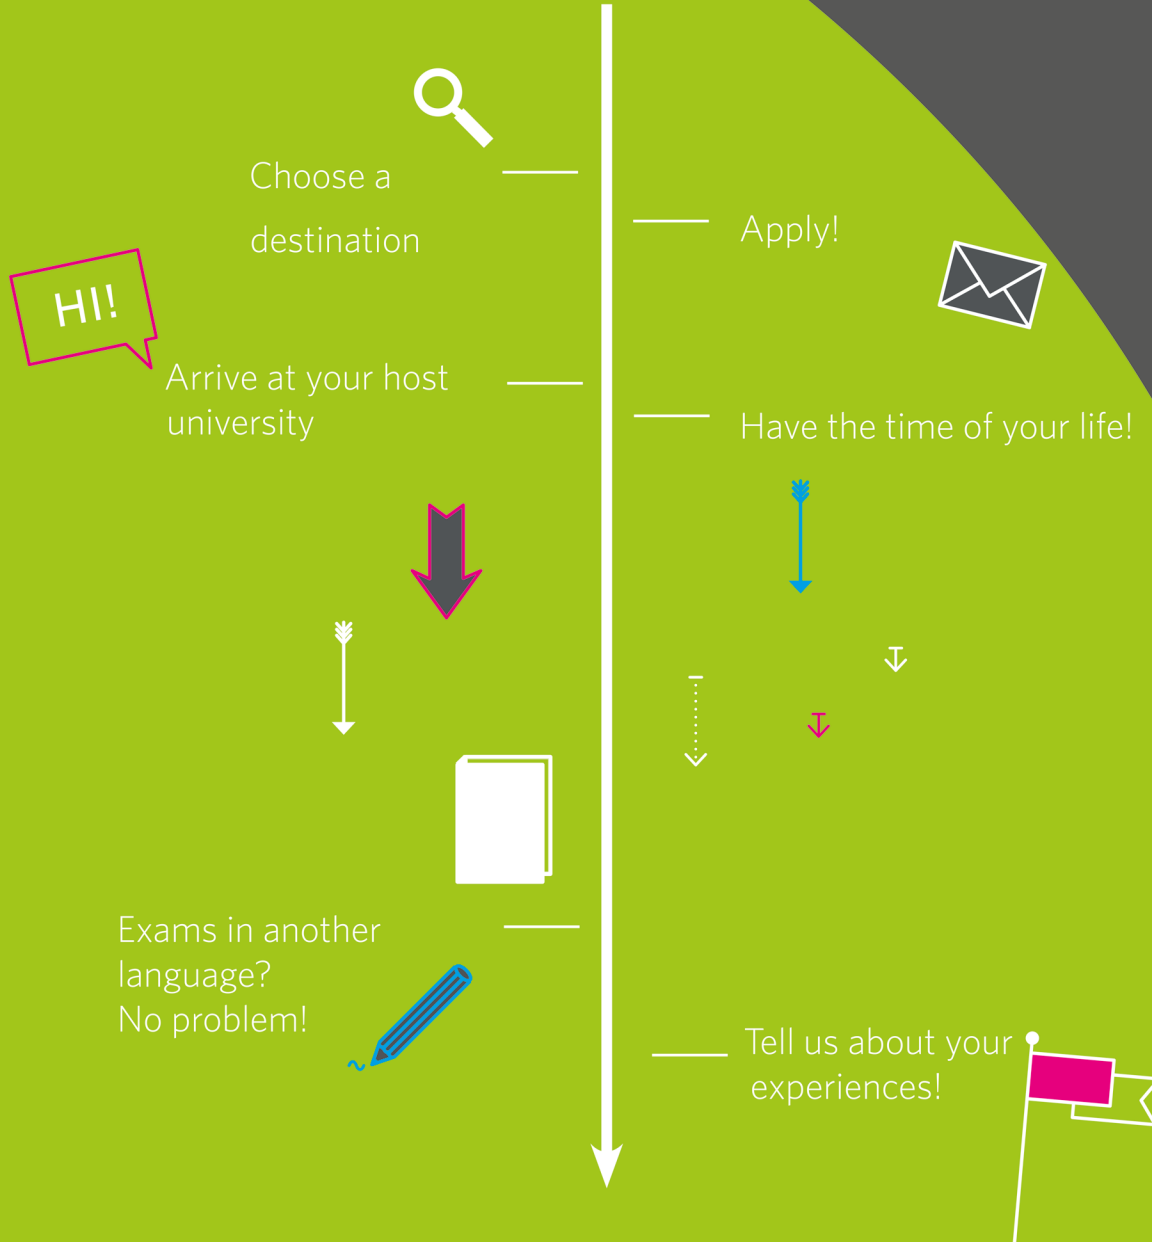 Choose a
destination
Apply!
HI!
Arrive at your host
university
Have the time of your life!
Exams in another
language?
No problem!
Tell us about your
experiences!